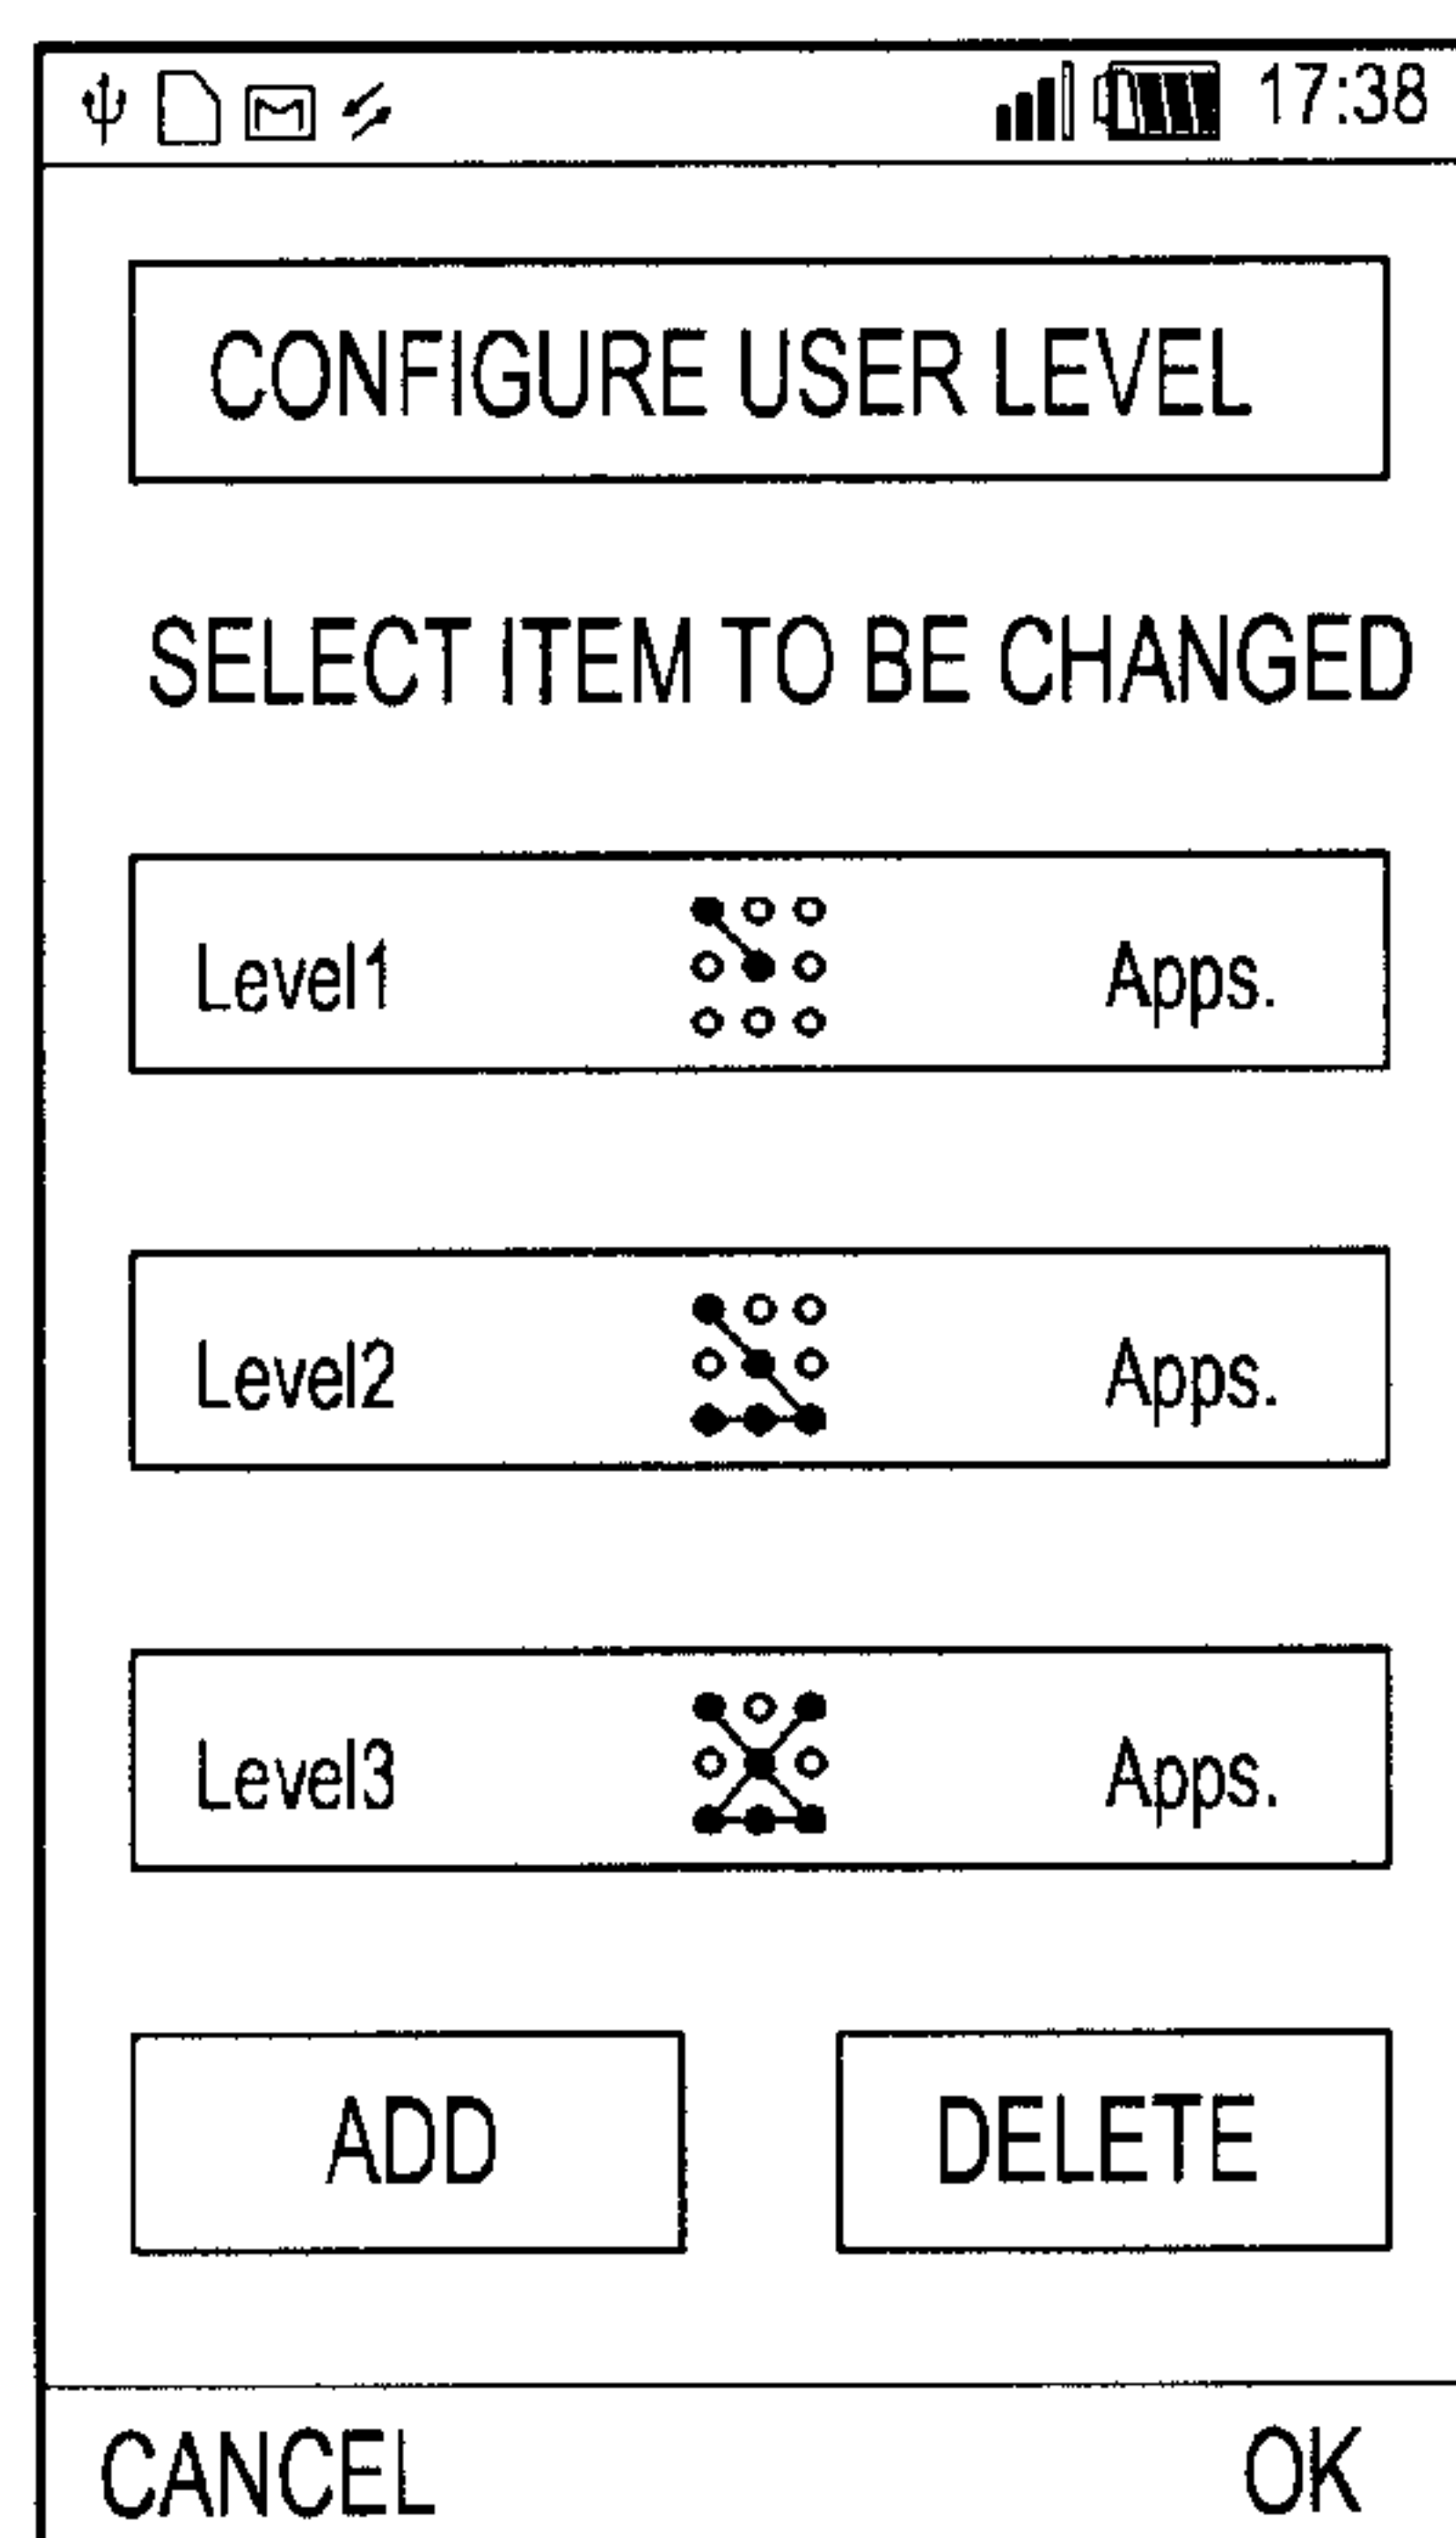 17:38
CONFIGURE USER LEVEL
SELECT ITEM TO BE CHANGED
Level1 Apps.
Level2 Apps.
Level3 Apps.
ADD DELETE
CANCEL OK